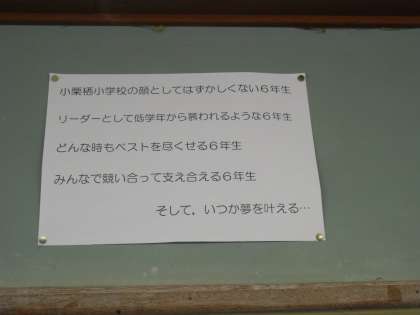 小栗栖小学校の顔としてはずかしくない６年生
リーダーとして低学年から慕われるような６年生
どんな時もベストを尽くせる６年生
みんなで競い合って支え合える６年生
そして，いつか夢を叶える…